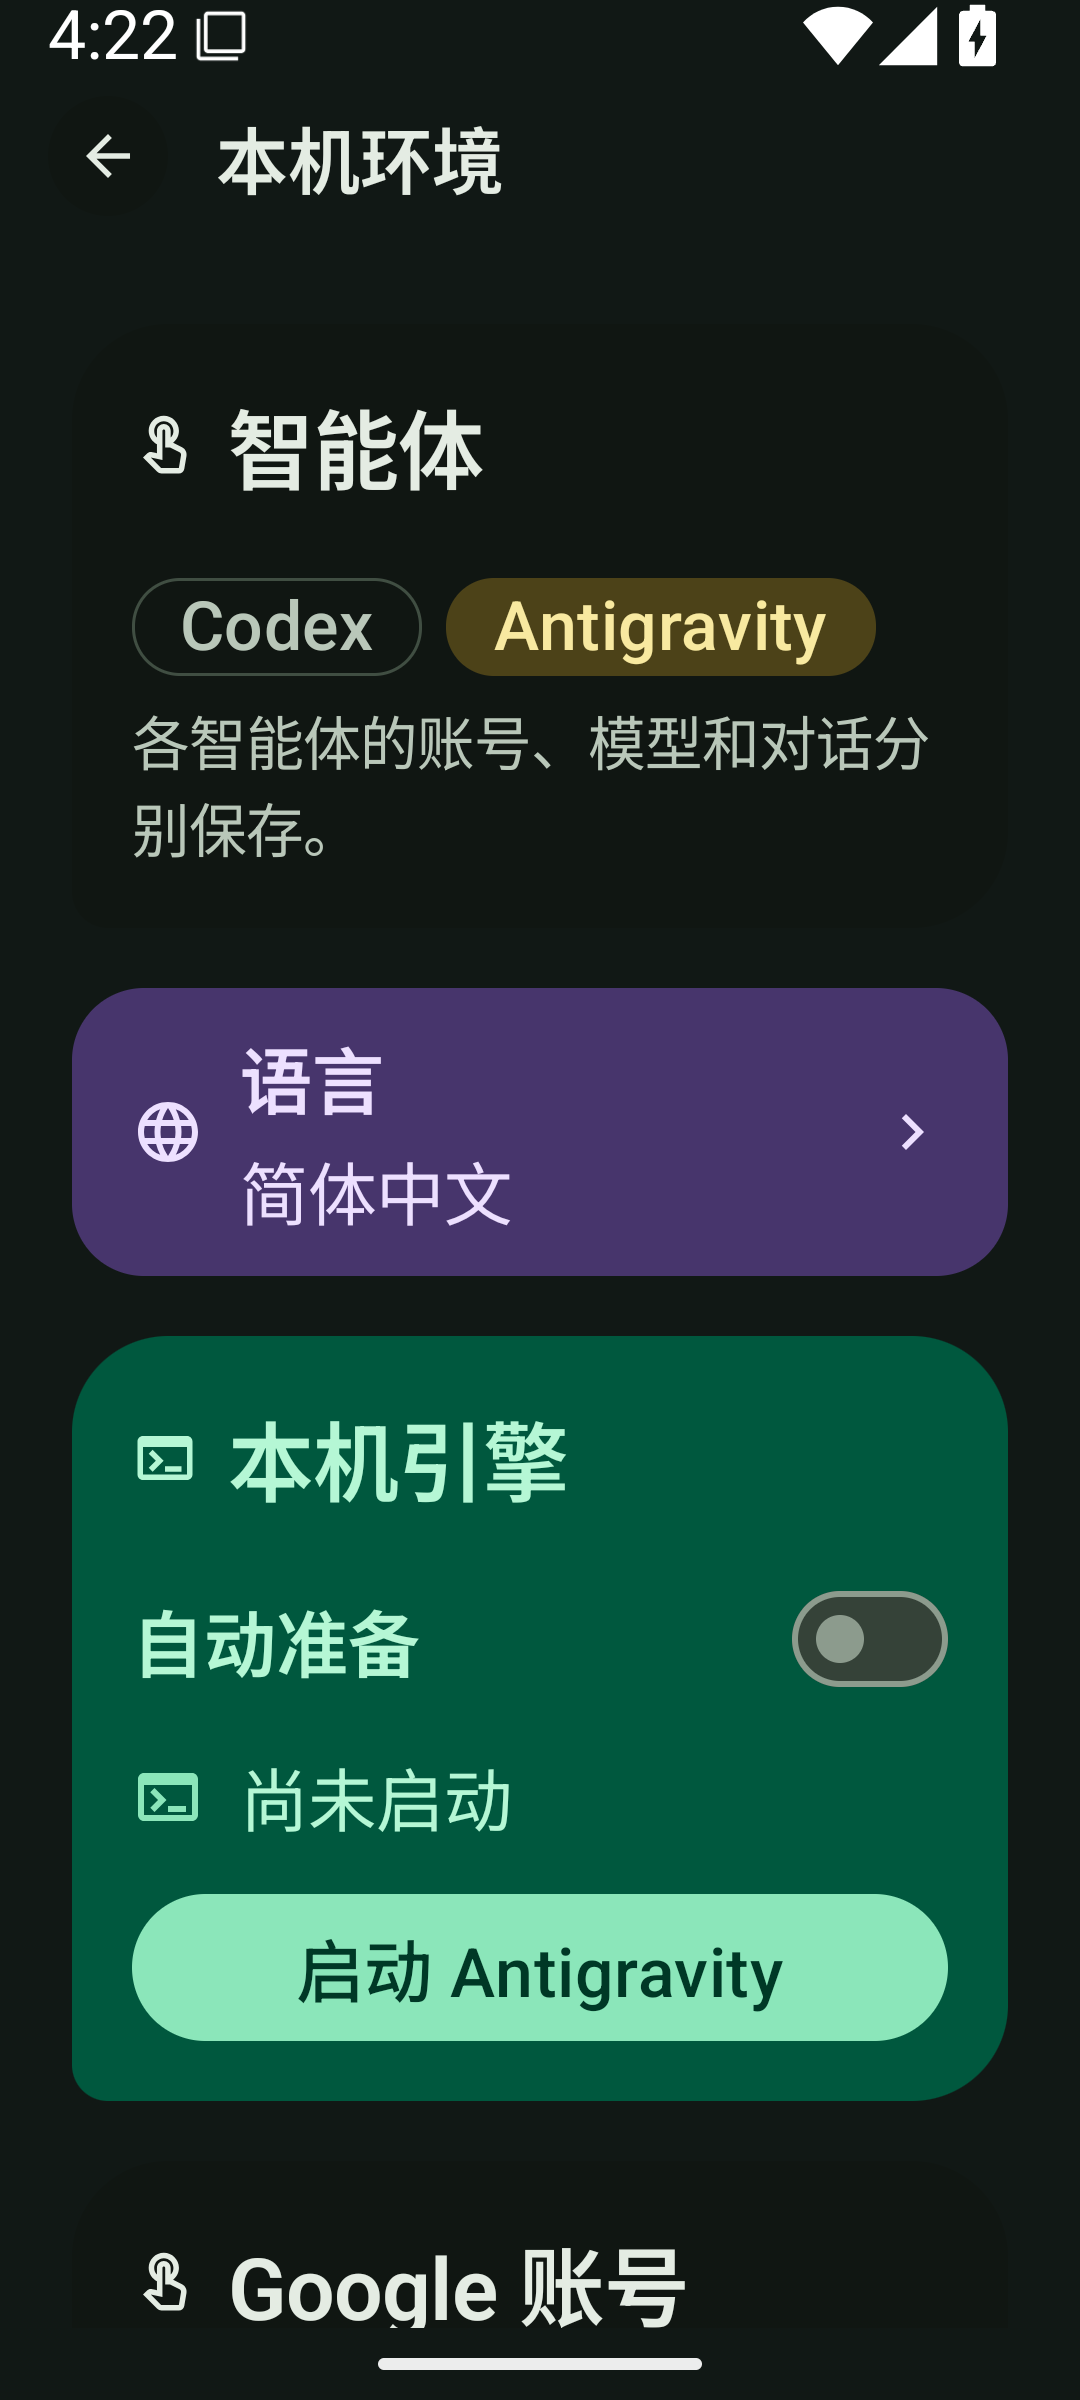 4:22
本机环境
智能体
Codex
Antigravity
各智能体的账号、模型和对话分
别保存。
语言
简体中文
本机引擎
自动准备
尚未启动
启动 Antigravity
Google 账号